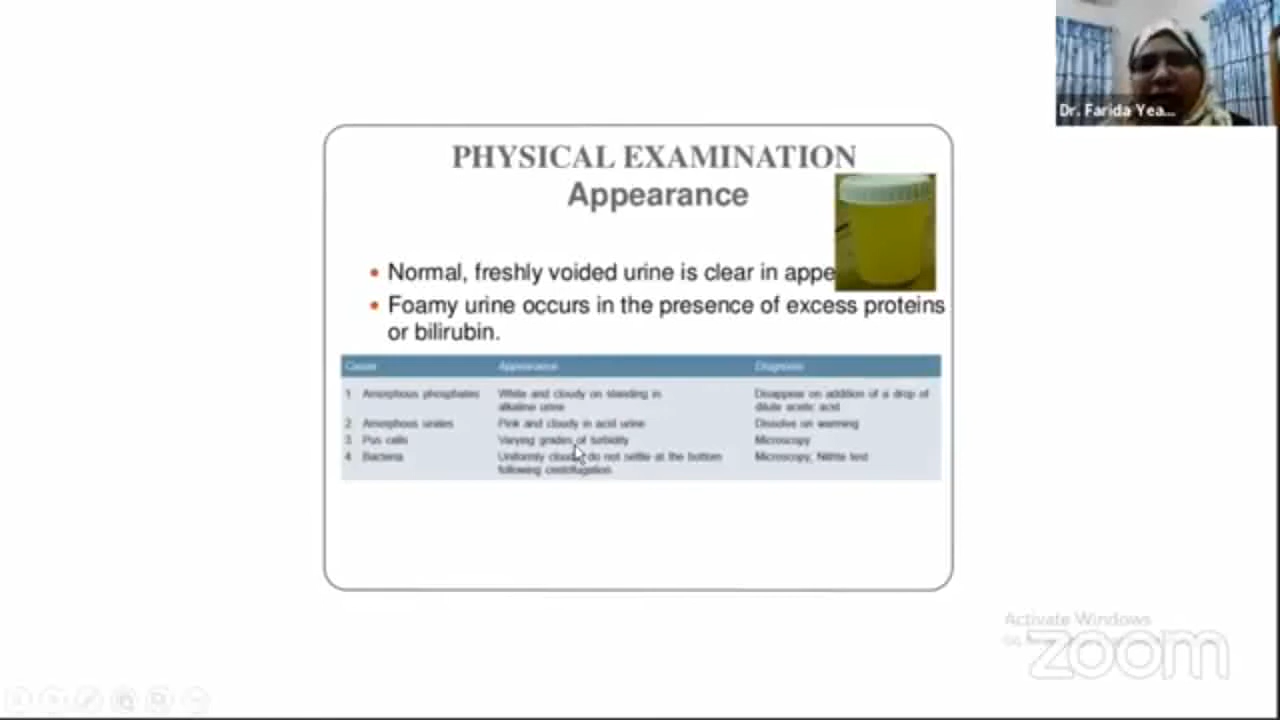 Dr. Farida Yea...
PHYSICAL EXAMINATION
Appearance
• Normal, freshly voided urine is clear in appe
• Foamy urine occurs in the presence of excess proteins
or bilirubin.
Cause Appearance Diagnosis
1 Amorphous phosphates White and cloudy on standing in Disappear on addition of a drop of
alkaline urine dilute acetic acid
2 Amorphous urates Pink and cloudy in acid urine Dissolve on warming
3 Pus cells Varying grades of turbidity Microscopy
4 Bacteria Uniformly cloudy do not settle at the bottom Microscopy, Nitrite test
following centrifugation
Activate Windows
zoom